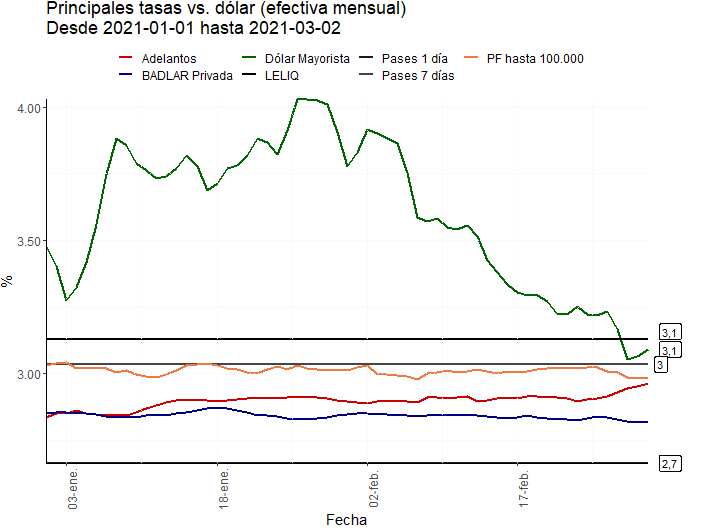 Principales tasas vs. dólar (efectiva mensual)
Desde 2021-01-01 hasta 2021-03-02
Adelantos
Dólar Mayorista
Pases 1 día
PF hasta 100.000
BADLAR Privada
LELIQ
Pases 7 días
4.00
3.50
3.00
%
3,1
3,1
3
2,7
03-ene.
18-ene.
02-feb.
17-feb.
Fecha